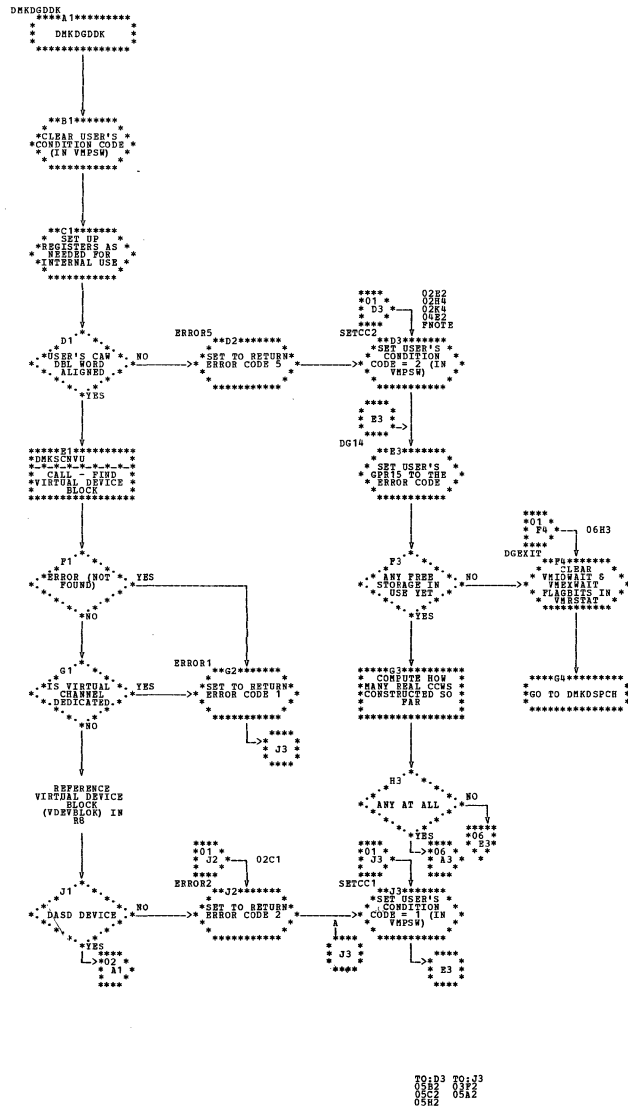 DMKDGDDK
A1
DMKDGDDK
B1
CLEAR USER'S
CONDITION CODE
(IN VMPSW)
C1
SET UP
REGISTERS AS
NEEDED FOR
INTERNAL USE
01
D3
02E2
02H4
02K4
04E2
FNOTE
D1
USER'S CAW
DBL WORD
ALIGNED
NO
YES
ERROR5
D2
SET TO RETURN
ERROR CODE 5
SETCC2
D3
SET USER'S
CONDITION
CODE = 2 (IN
VMPSW)
E3
E1
DMKSCNVU
CALL - FIND
VIRTUAL DEVICE
BLOCK
DG14
E3
SET USER'S
GPR15 TO THE
ERROR CODE
01
F4
06H3
F1
ERROR (NOT
FOUND)
YES
NO
F3
ANY FREE
STORAGE IN
USE YET
NO
YES
DGEXIT
F4
CLEAR
VMIDWAIT &
VMEXWAIT
FLAGBITS IN
VMRSTAT
G1
IS VIRTUAL
CHANNEL
DEDICATED
YES
NO
ERROR1
G2
SET TO RETURN
ERROR CODE 1
J3
G3
COMPUTE HOW
MANY REAL CCWS
CONSTRUCTED SO
FAR
G4
GO TO DMKDSPCH
REFERENCE
VIRTUAL DEVICE
BLOCK
(VDEVBLOK) IN
R8
H3
ANY AT ALL
NO
YES
06
E3
06
A3
01
J2
02C1
01
J3
J1
DASD DEVICE
NO
YES
ERROR2
J2
SET TO RETURN
ERROR CODE 2
A
J3
SETCC1
J3
SET USER'S
CONDITION
CODE = 1 (IN
VMPSW)
02
A1
E3
TO:D3 TO:J3
05B2 03F2
05C2 05A2
05H2